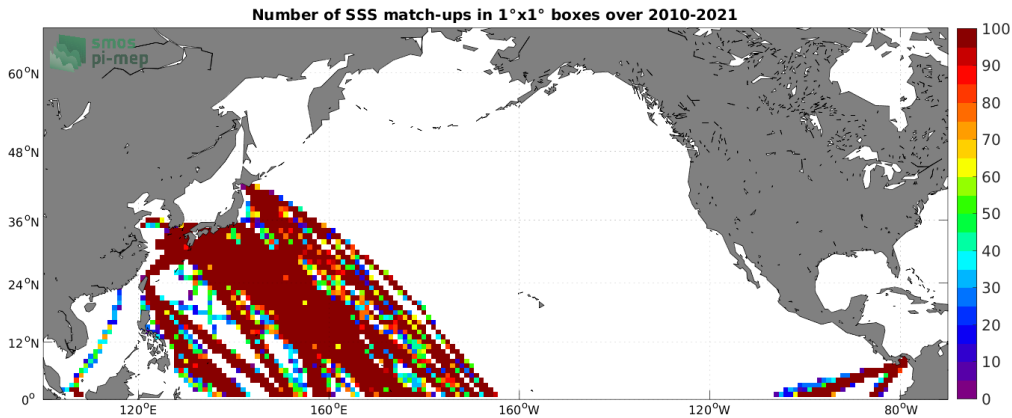 Number of SSS match-ups in 1°x1° boxes over 2010-2021
smos
pi-mep
60°N
48°N
36°N
24°N
12°N
0°
120°E
160°E
160°W
120°W
80°W
100
90
80
70
60
50
40
30
20
10
0